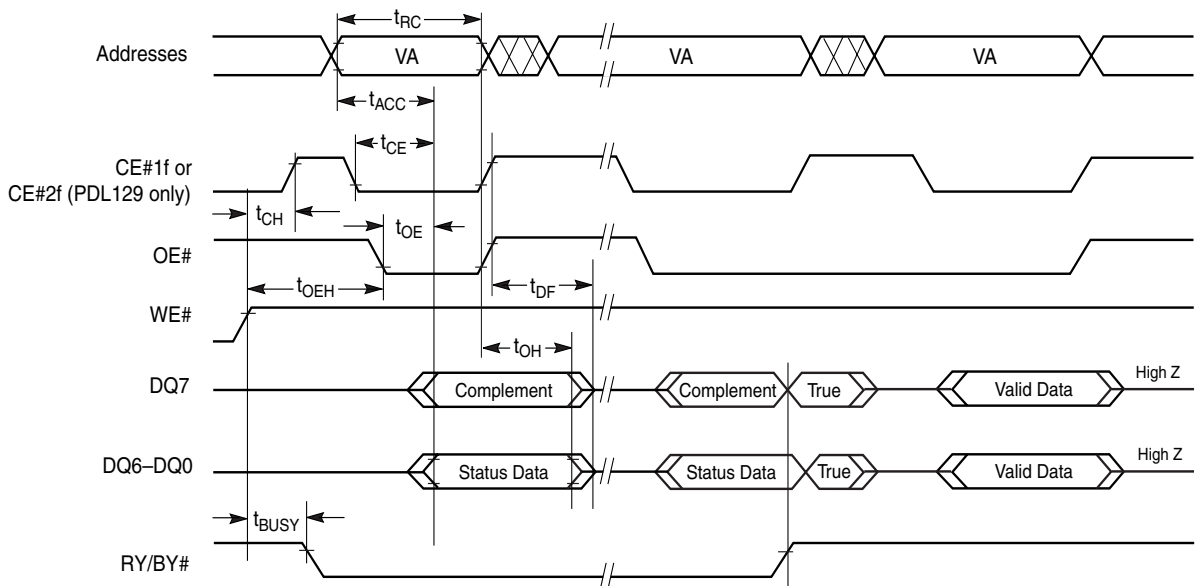 tRC
Addresses VA VA VA
tACC
tCE
CE#1f or
CE#2f (PDL129 only)
tCH
tOE
OE#
tOEH
tDF
WE#
tOH
DQ7 Complement Complement True Valid Data High Z
DQ6–DQ0 Status Data Status Data True Valid Data High Z
tBUSY
RY/BY#